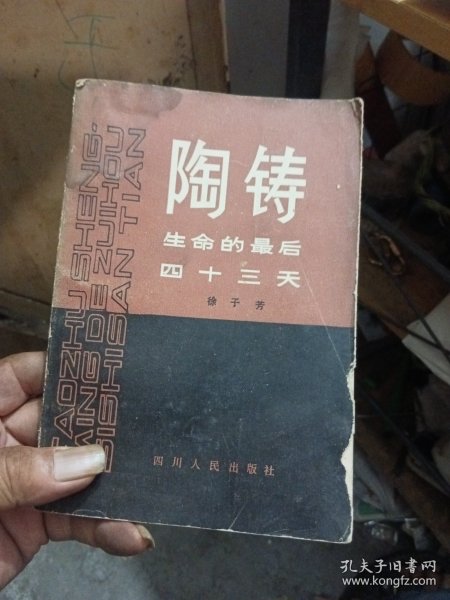 陶铸
生命的最后
四十三天
徐子芳
四川人民出版社
TAOZHU SHENG-
MING DE ZUIHOU
SISHISAN TIAN
孔夫子旧书网
www.kongfz.com